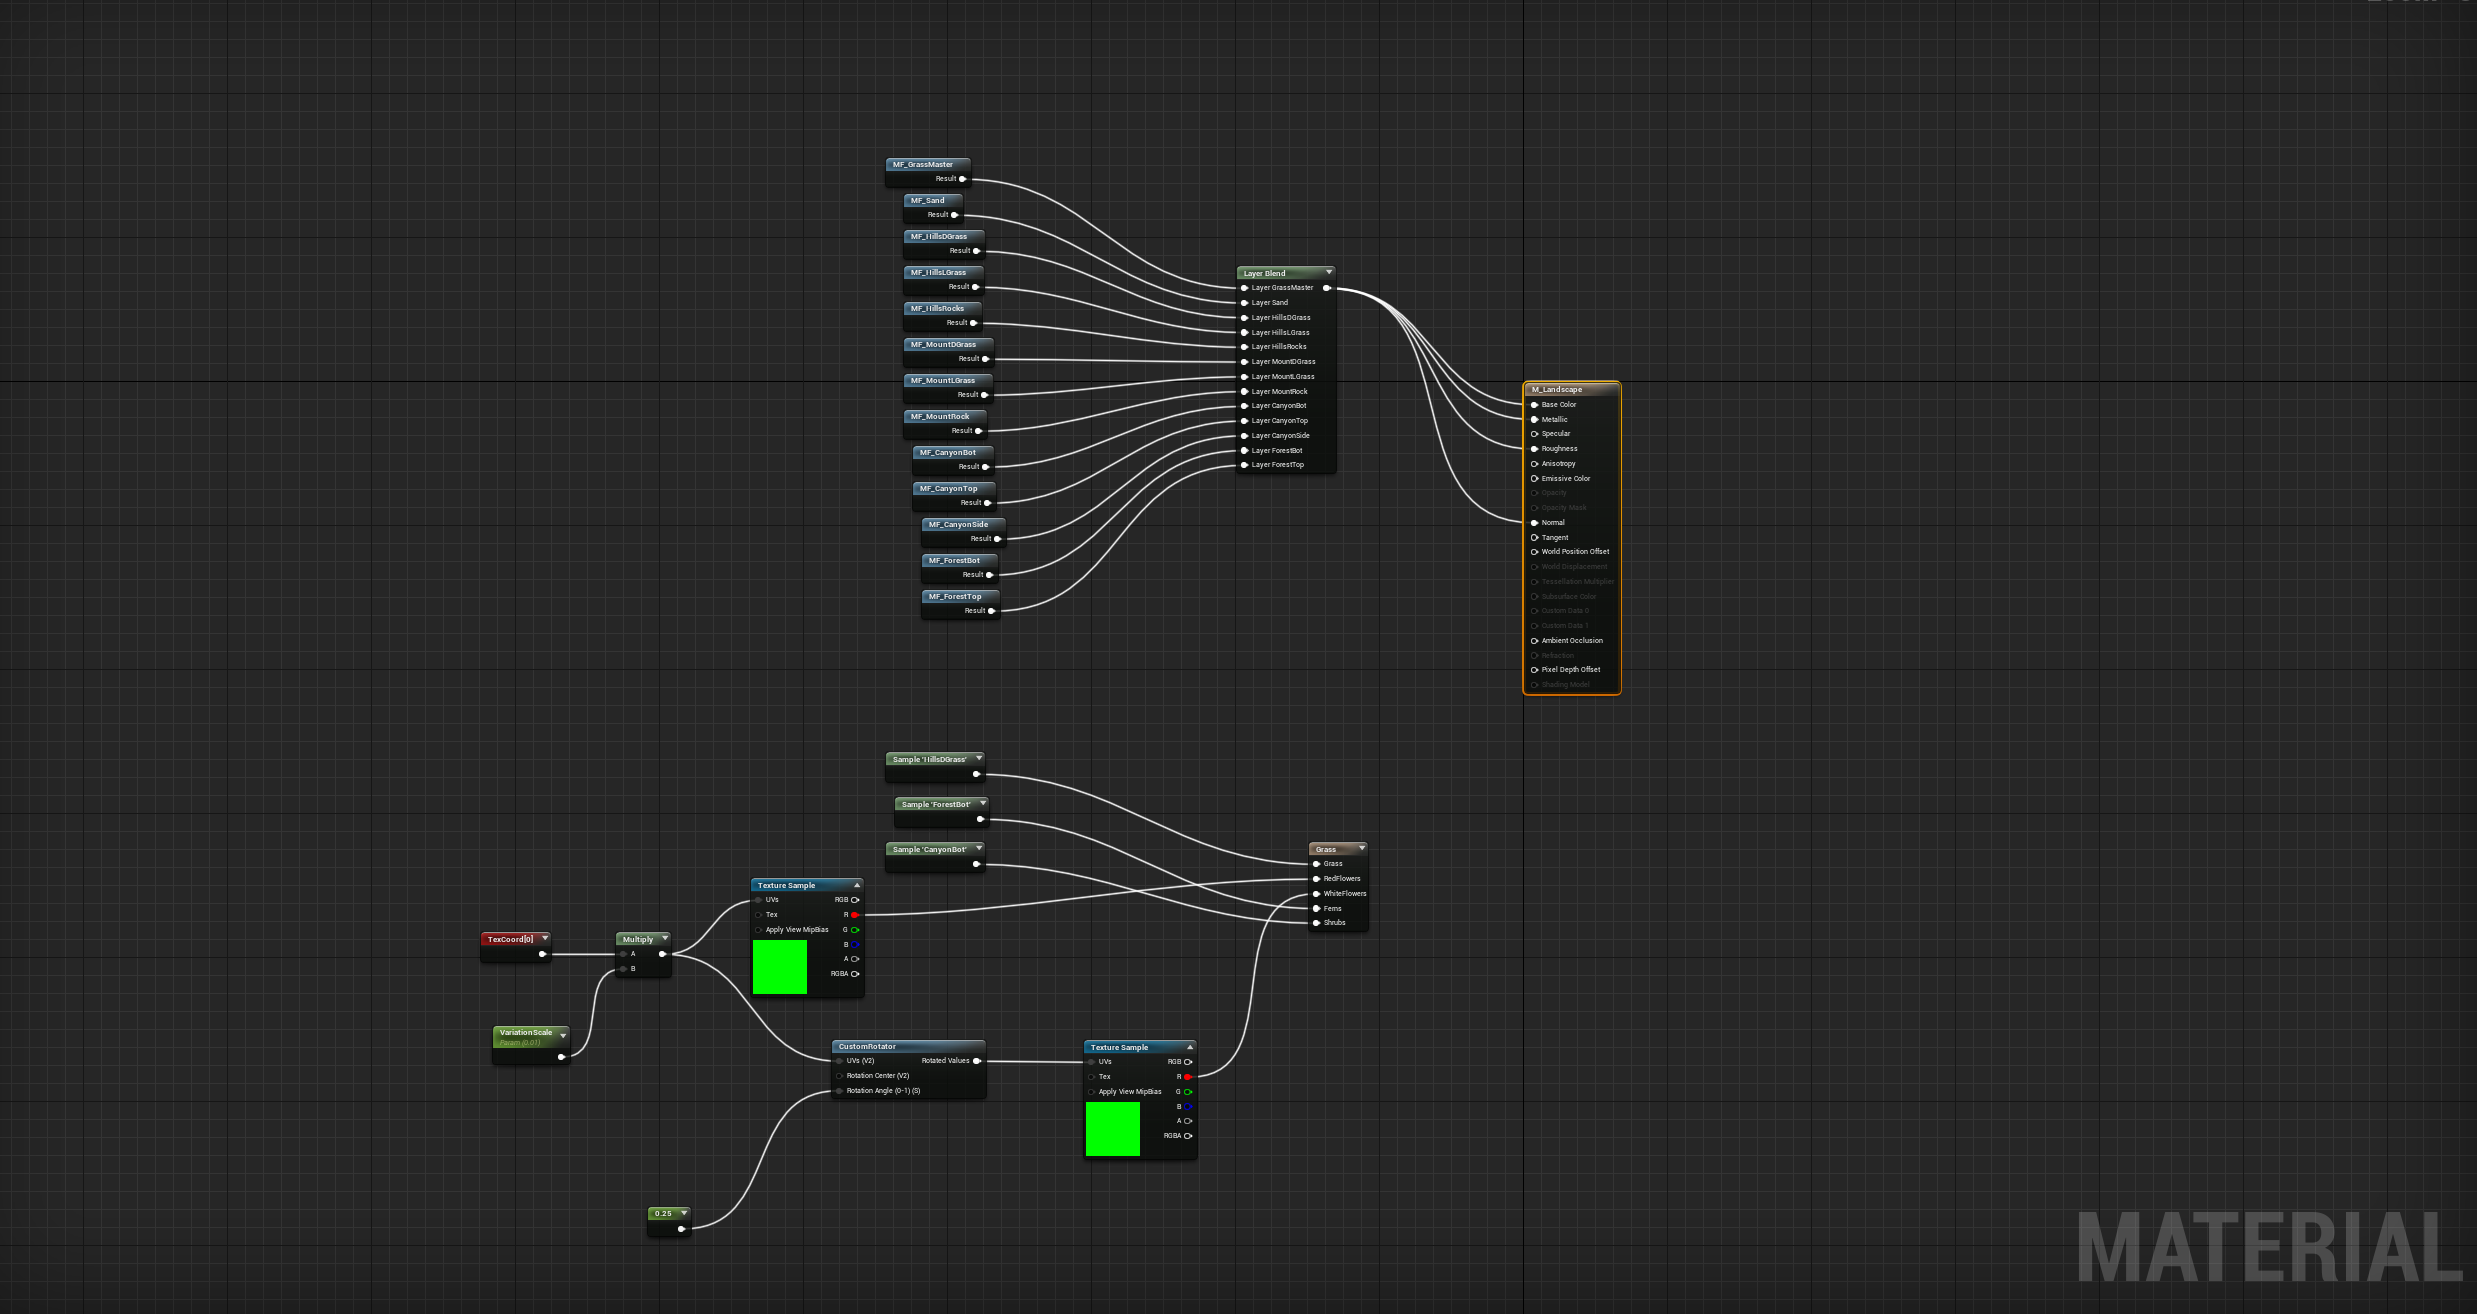 MF_GrassMaster
Result
MF_Sand
Result
MF_HillsDGrass
Result
MF_HillsLGrass
Result
MF_HillsRocks
Result
MF_MountDGrass
Result
MF_MountLGrass
Result
MF_MountRock
Result
MF_CanyonBot
Result
MF_CanyonTop
Result
MF_CanyonSide
Result
MF_ForestBot
Result
MF_ForestTop
Result
Layer Blend
Layer GrassMaster
Layer Sand
Layer HillsDGrass
Layer HillsLGrass
Layer HillsRocks
Layer MountDGrass
Layer MountLGrass
Layer MountRock
Layer CanyonBot
Layer CanyonTop
Layer CanyonSide
Layer ForestBot
Layer ForestTop
M_Landscape
Base Color
Metallic
Specular
Roughness
Anisotropy
Emissive Color
Opacity
Opacity Mask
Normal
Tangent
World Position Offset
World Displacement
Tessellation Multiplier
Subsurface Color
Custom Data 0
Custom Data 1
Ambient Occlusion
Refraction
Pixel Depth Offset
Shading Model
Sample 'HillsDGrass'
Sample 'ForestBot'
Sample 'CanyonBot'
Grass
Grass
RedFlowers
WhiteFlowers
Ferns
Shrubs
Texture Sample
UVs RGB
Tex R
Apply View MipBias G
B
A
RGBA
TexCoord[0]
Multiply
A
B
VariationScale
Param (0.01)
CustomRotator
UVs (V2) Rotated Values
Rotation Center (V2)
Rotation Angle (0-1) (S)
Texture Sample
UVs RGB
Tex R
Apply View MipBias G
B
A
RGBA
0.25
MATERIAL